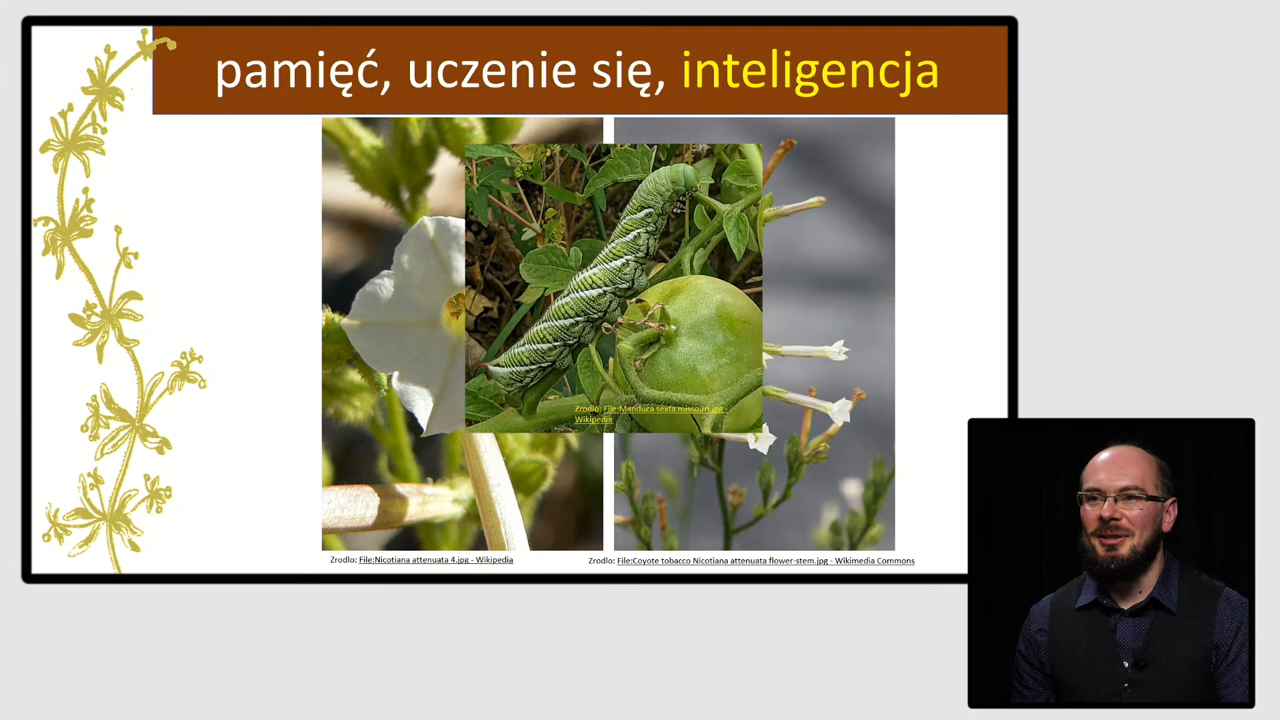 pamięć, uczenie się, inteligencja
Zrodlo: File:Manduca sexta missouri.jpg -
Wikipedia
Zrodlo: File:Nicotiana attenuata 4.jpg - Wikipedia
Zrodlo: File:Coyote tobacco Nicotiana attenuata flower-stem.jpg - Wikimedia Commons